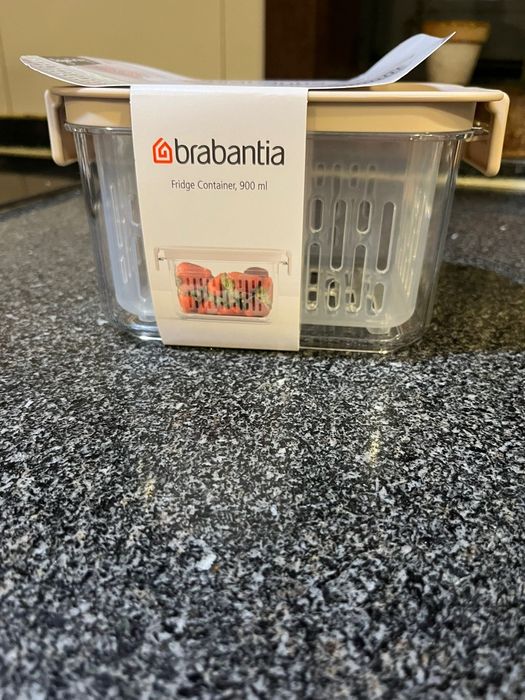 brabantia
Fridge Container, 900 ml